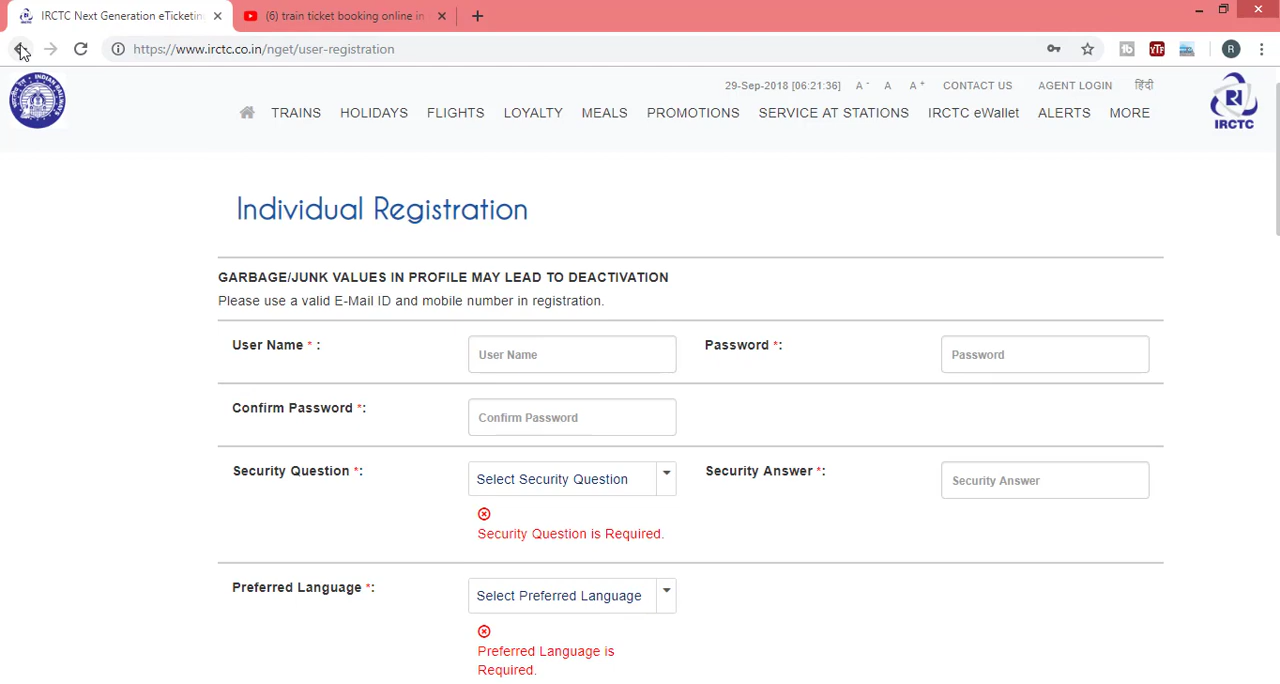 IRCTC Next Generation eTicketin
(6) train ticket booking online in
https://www.irctc.co.in/nget/user-registration
R
INDIAN RAILWAYS
29-Sep-2018 [06:21:36] A - A A + CONTACT US AGENT LOGIN हिंदी
TRAINS HOLIDAYS FLIGHTS LOYALTY MEALS PROMOTIONS SERVICE AT STATIONS IRCTC eWallet ALERTS MORE
IRCTC
Individual Registration
GARBAGE/JUNK VALUES IN PROFILE MAY LEAD TO DEACTIVATION
Please use a valid E-Mail ID and mobile number in registration.
User Name * : User Name Password *: Password
Confirm Password *: Confirm Password
Security Question *: Select Security Question Security Answer *: Security Answer
Security Question is Required.
Preferred Language *: Select Preferred Language
Preferred Language is
Required.